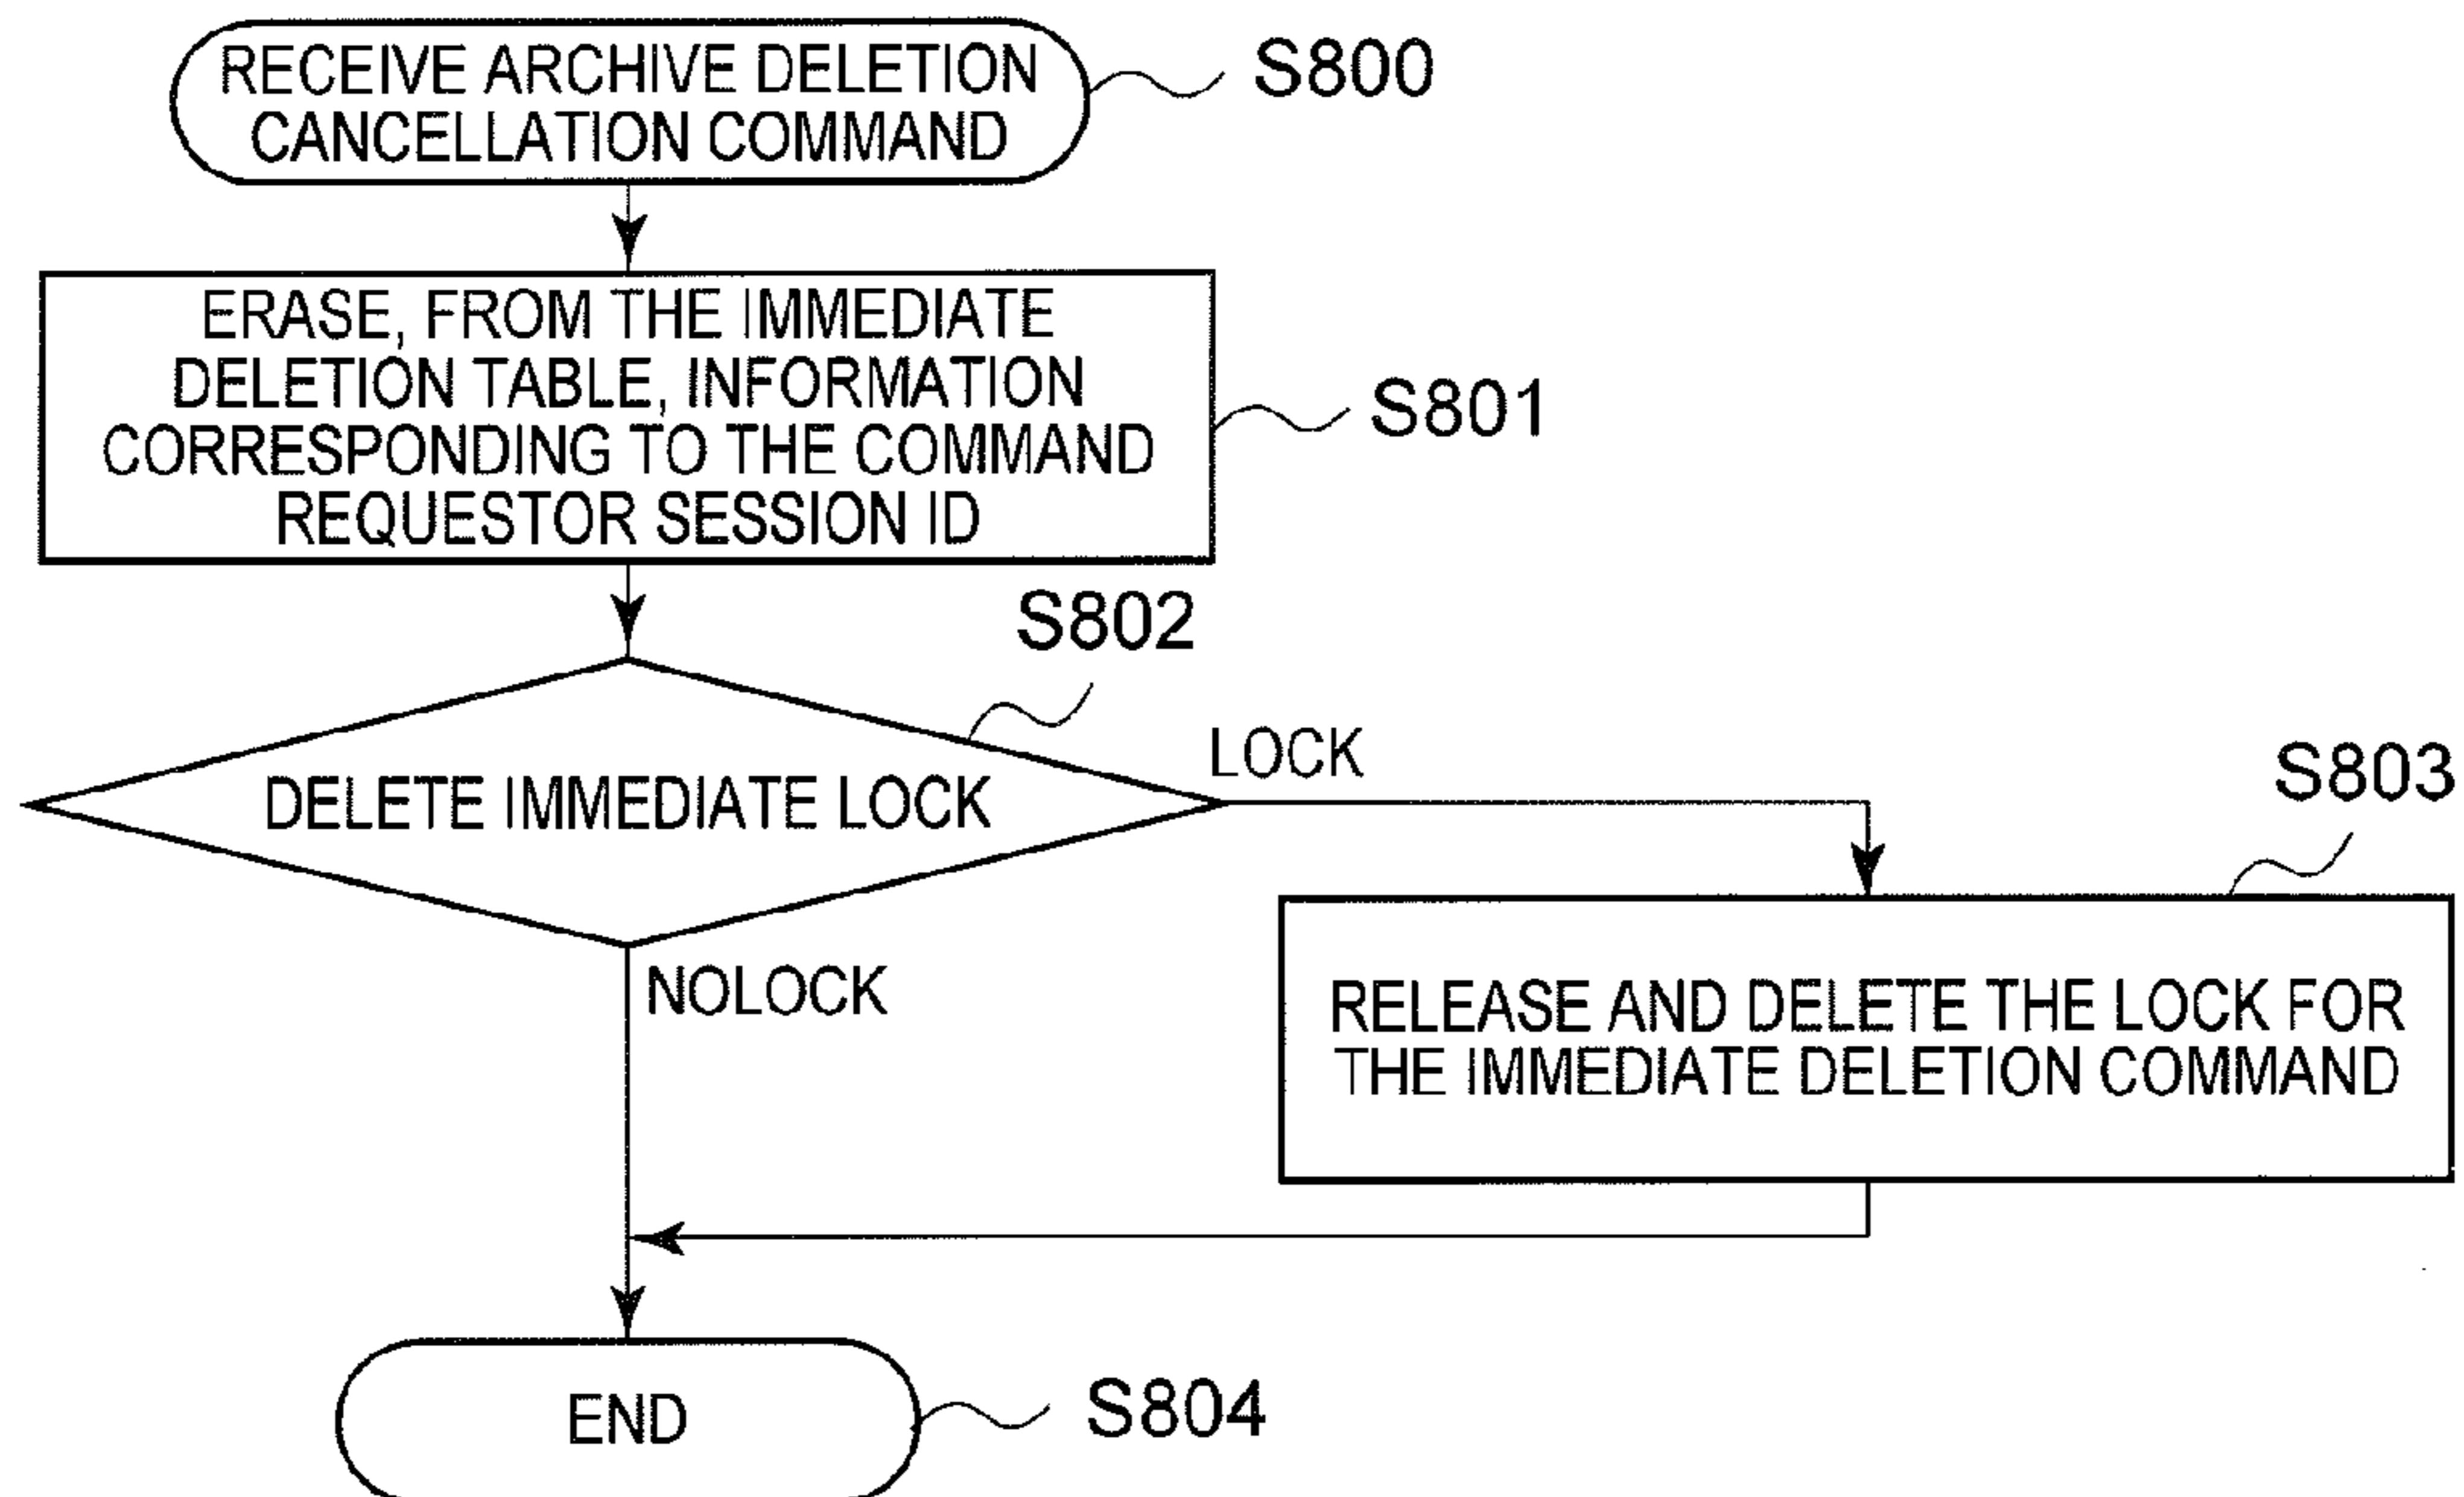 RECEIVE ARCHIVE DELETION
CANCELLATION COMMAND
S800
ERASE, FROM THE IMMEDIATE
DELETION TABLE, INFORMATION
CORRESPONDING TO THE COMMAND
REQUESTOR SESSION ID
S801
S802
DELETE IMMEDIATE LOCK
LOCK
NOLOCK
S803
RELEASE AND DELETE THE LOCK FOR
THE IMMEDIATE DELETION COMMAND
END
S804